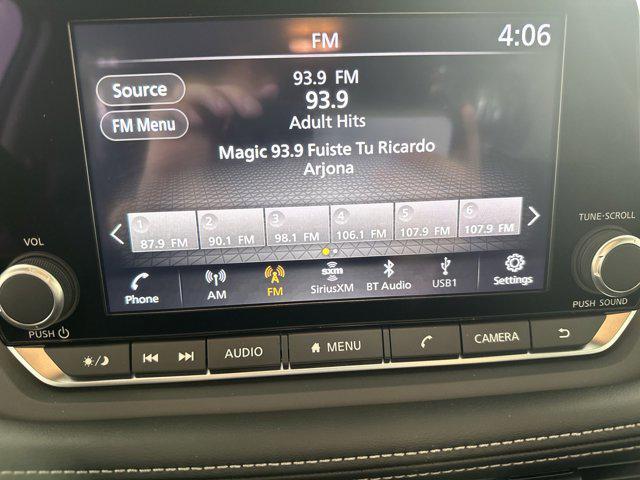 FM
4:06
Source
93.9 FM
93.9
FM Menu
Adult Hits
Magic 93.9 Fuiste Tu Ricardo
Arjona
1 2 3 4 5 6
87.9 FM 90.1 FM 98.1 FM 106.1 FM 107.9 FM 107.9 FM
Phone AM FM SiriusXM BT Audio USB1 Settings
sxm
VOL
PUSH
TUNE·SCROLL
PUSH SOUND
AUDIO MENU CAMERA